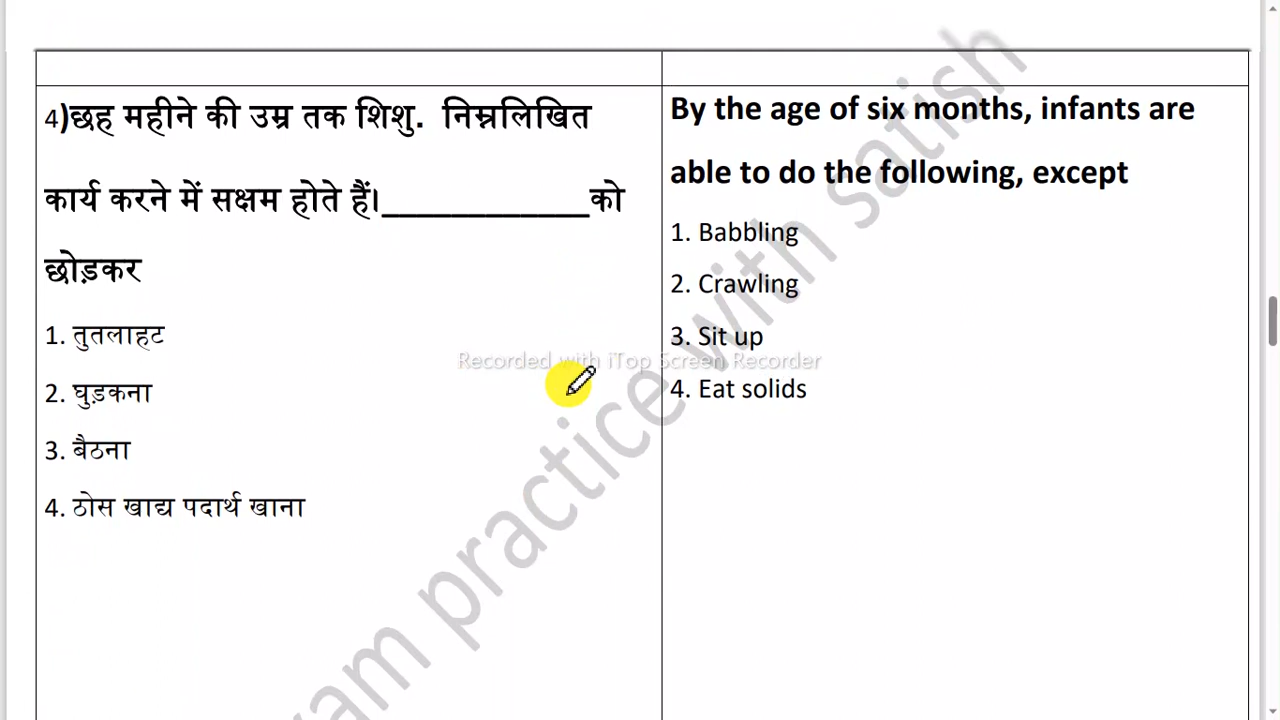 4)छह महीने की उम्र तक शिशु. निम्नलिखित
कार्य करने में सक्षम होते हैं।_____________को
छोड़कर
1. तुतलाहट
2. घुड़कना
3. बैठना
4. ठोस खाद्य पदार्थ खाना
By the age of six months, infants are
able to do the following, except
1. Babbling
2. Crawling
3. Sit up
4. Eat solids
Recorded with iTop Screen Recorder
ram practice with satish